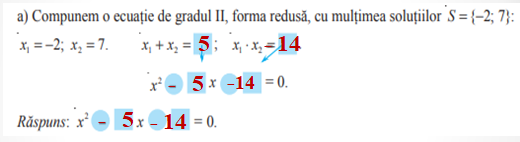 a) Compunem o ecuație de gradul II, formă redusă, cu mulțimea soluțiilor S = {–2; 7}:
x₁ = –2; x₂ = 7. x₁ + x₂ = 5; x₁ · x₂ = 14
x² – 5 x –14 = 0.
Răspuns: x² – 5 x – 14 = 0.